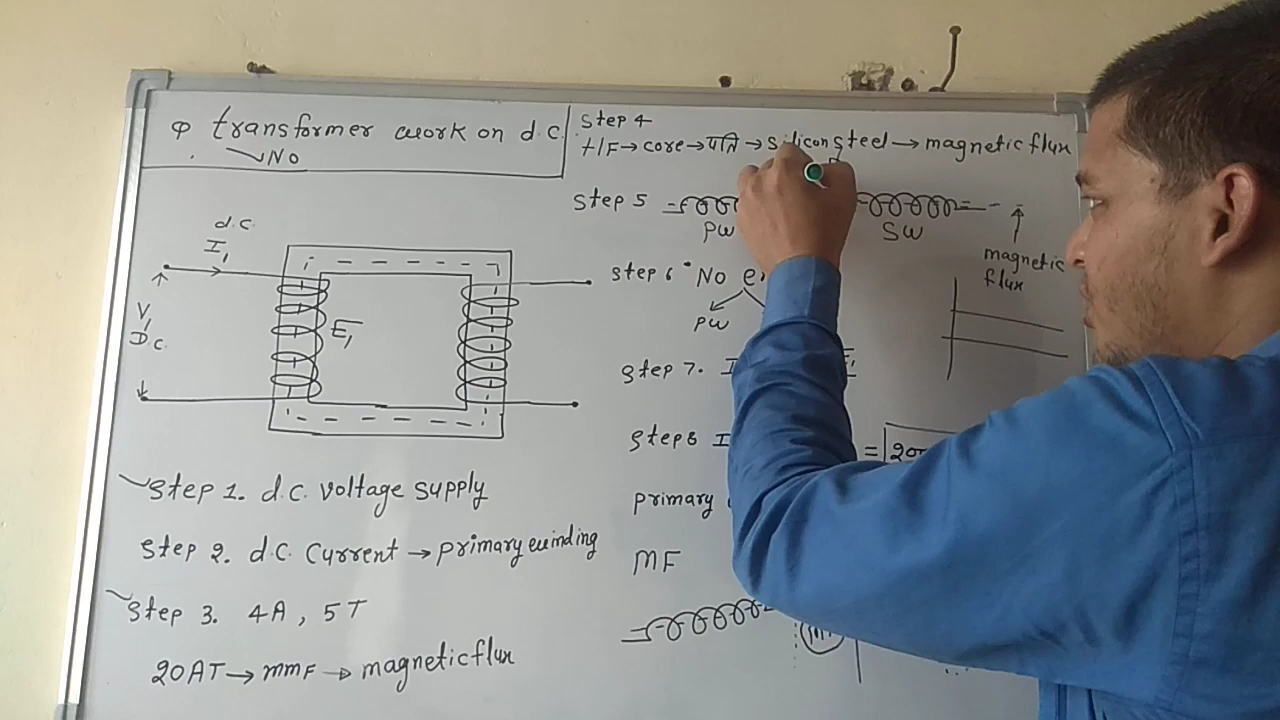 φ transformer work on d.c.
No
Step 4
t/F → core → पत्ति → silicon steel → magnetic flux
Step 5
PW
SW
magnetic
flux
d.c.
I₁
V₁
D.C.
E₁
Step 6 No
PW
Step 7. I
E₁
Step 8 I
= 20
primary
MF
Step 1. d.c. voltage supply
Step 2. d.C. Current → primary winding
Step 3. 4A, 5T
20AT → mmF → magnetic flux